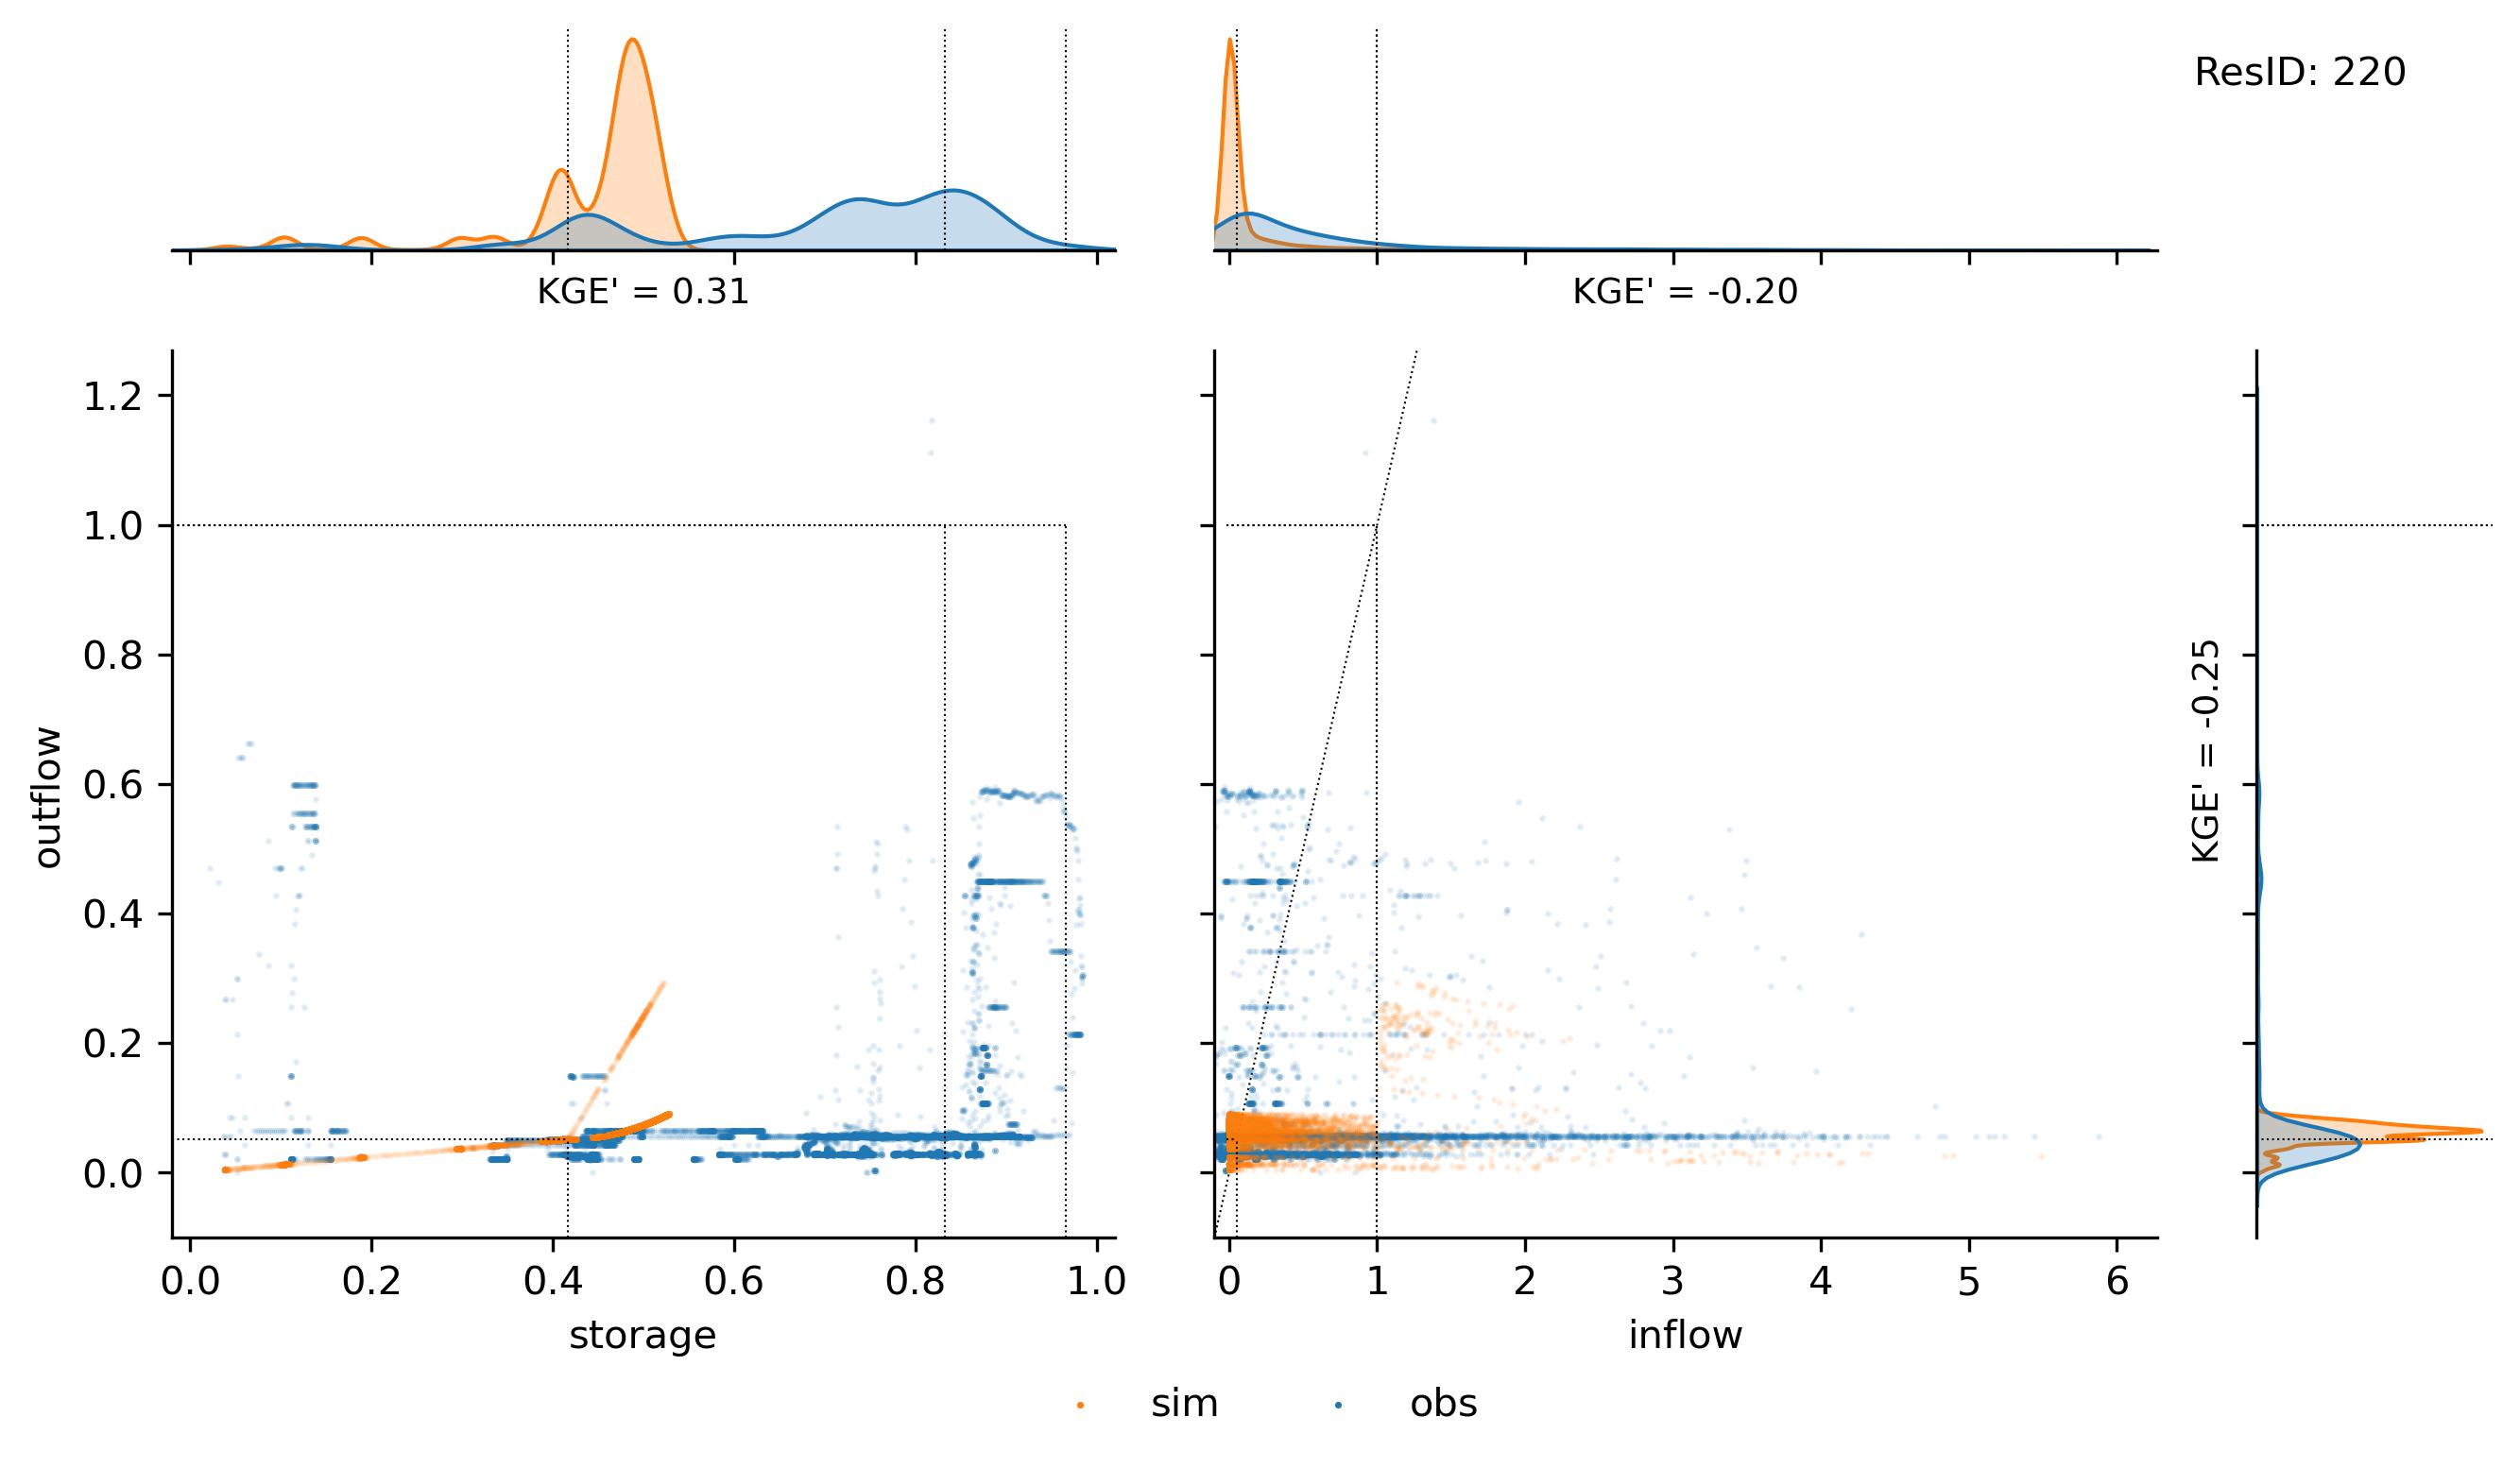 ResID: 220
KGE' = 0.31
KGE' = -0.20
1.2
1.0
0.8
0.6
0.4
0.2
0.0
outflow
KGE' = -0.25
0.0 0.2 0.4 0.6 0.8 1.0
0 1 2 3 4 5 6
storage
inflow
sim obs